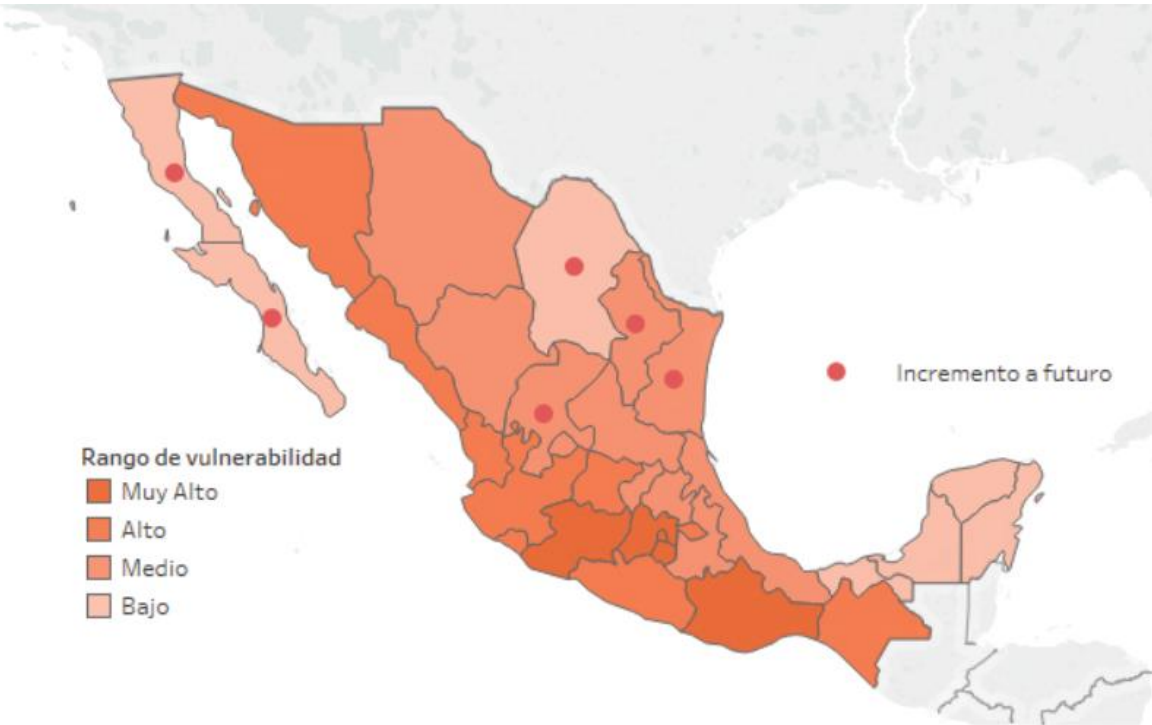 Incremento a futuro
Rango de vulnerabilidad
Muy Alto
Alto
Medio
Bajo